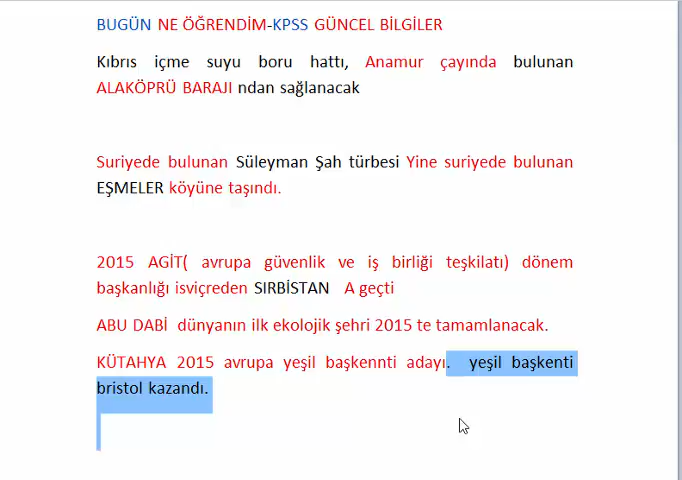 BUGÜN NE ÖĞRENDİM-KPSS GÜNCEL BİLGİLER
Kıbrıs içme suyu boru hattı, Anamur çayında bulunan
ALAKÖPRÜ BARAJI ndan sağlanacak
Suriyede bulunan Süleyman Şah türbesi Yine suriyede bulunan
EŞMELER köyüne taşındı.
2015 AGİT( avrupa güvenlik ve iş birliği teşkilatı) dönem
başkanlığı isviçreden SIRBİSTAN A geçti
ABU DABİ dünyanın ilk ekolojik şehri 2015 te tamamlanacak.
KÜTAHYA 2015 avrupa yeşil başkennti adayı. yeşil başkenti
bristol kazandı.